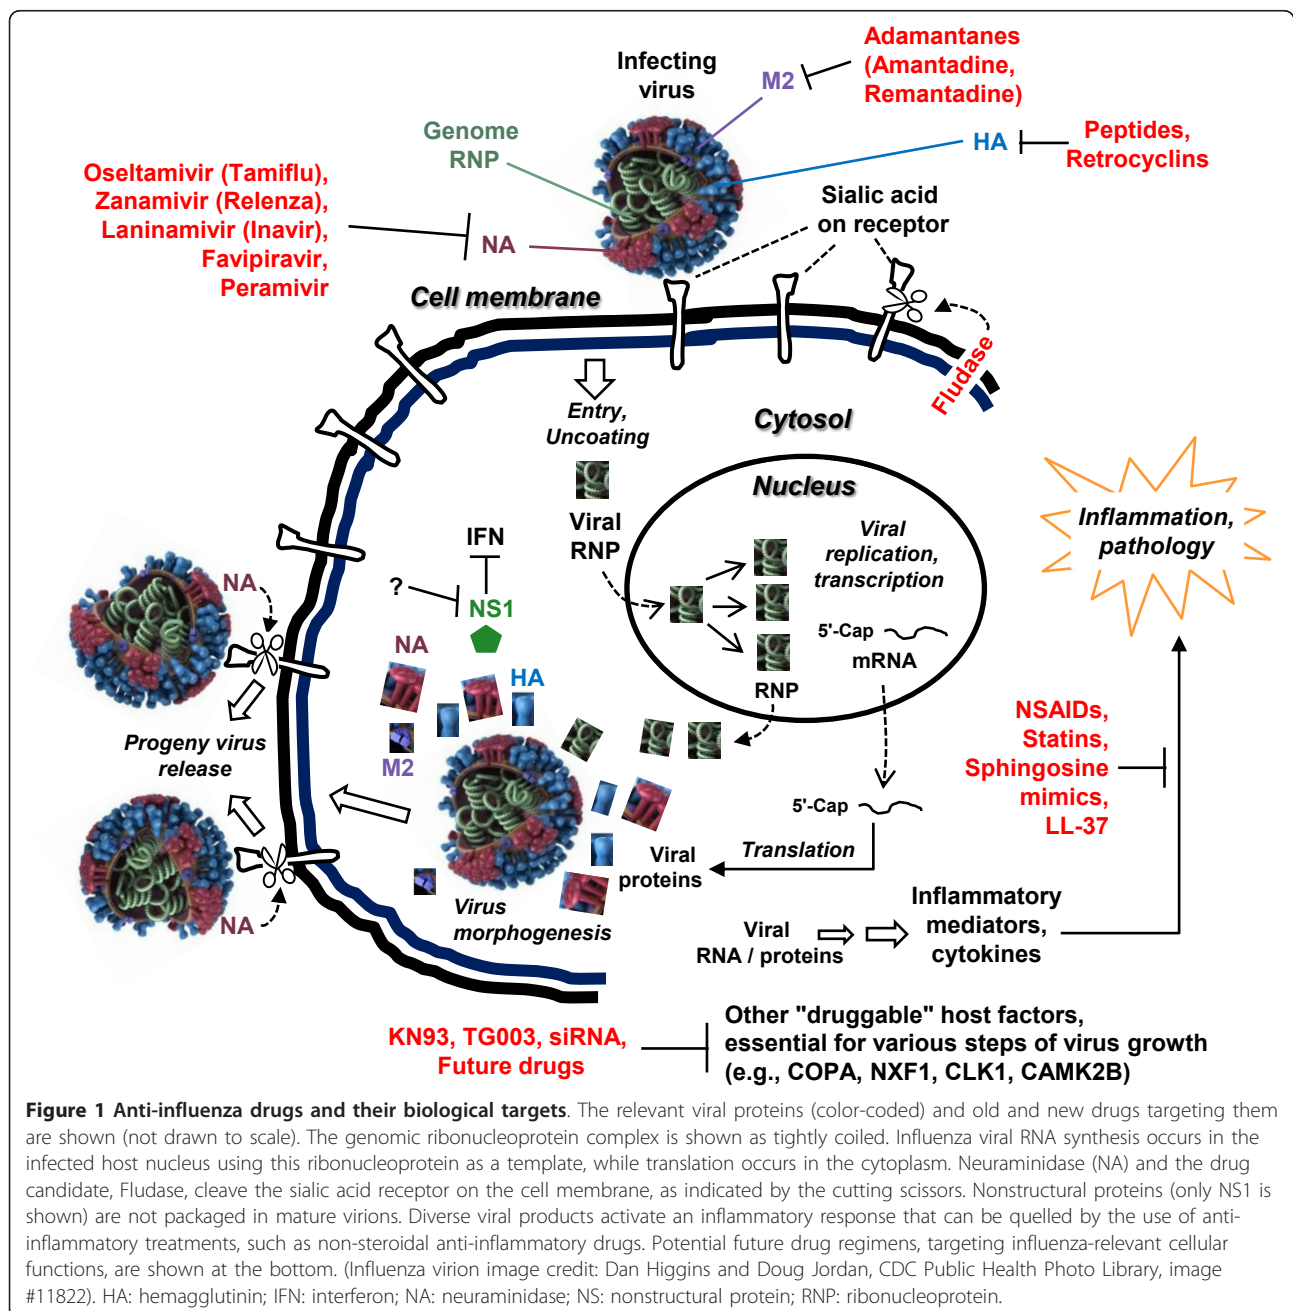 Infecting
virus
M2
Adamantanes
(Amantadine,
Remantadine)
Genome
RNP
HA
Peptides,
Retrocyclins
Oseltamivir (Tamiflu),
Zanamivir (Relenza),
Laninamivir (Inavir),
Favipiravir,
Peramivir
NA
Sialic acid
on receptor
Cell membrane
Fludase
Entry,
Uncoating
Cytosol
Nucleus
Viral
RNP
Viral
replication,
transcription
5'-Cap
mRNA
RNP
Inflammation,
pathology
IFN
?
NS1
NA
HA
M2
NA
Progeny virus
release
NA
Virus
morphogenesis
Viral
proteins
Translation
5'-Cap
NSAIDs,
Statins,
Sphingosine
mimics,
LL-37
Viral
RNA / proteins
Inflammatory
mediators,
cytokines
KN93, TG003, siRNA,
Future drugs
Other "druggable" host factors,
essential for various steps of virus growth
(e.g., COPA, NXF1, CLK1, CAMK2B)
Figure 1 Anti-influenza drugs and their biological targets. The relevant viral proteins (color-coded) and old and new drugs targeting them
are shown (not drawn to scale). The genomic ribonucleoprotein complex is shown as tightly coiled. Influenza viral RNA synthesis occurs in the
infected host nucleus using this ribonucleoprotein as a template, while translation occurs in the cytoplasm. Neuraminidase (NA) and the drug
candidate, Fludase, cleave the sialic acid receptor on the cell membrane, as indicated by the cutting scissors. Nonstructural proteins (only NS1 is
shown) are not packaged in mature virions. Diverse viral products activate an inflammatory response that can be quelled by the use of anti-
inflammatory treatments, such as non-steroidal anti-inflammatory drugs. Potential future drug regimens, targeting influenza-relevant cellular
functions, are shown at the bottom. (Influenza virion image credit: Dan Higgins and Doug Jordan, CDC Public Health Photo Library, image
#11822). HA: hemagglutinin; IFN: interferon; NA: neuraminidase; NS: nonstructural protein; RNP: ribonucleoprotein.